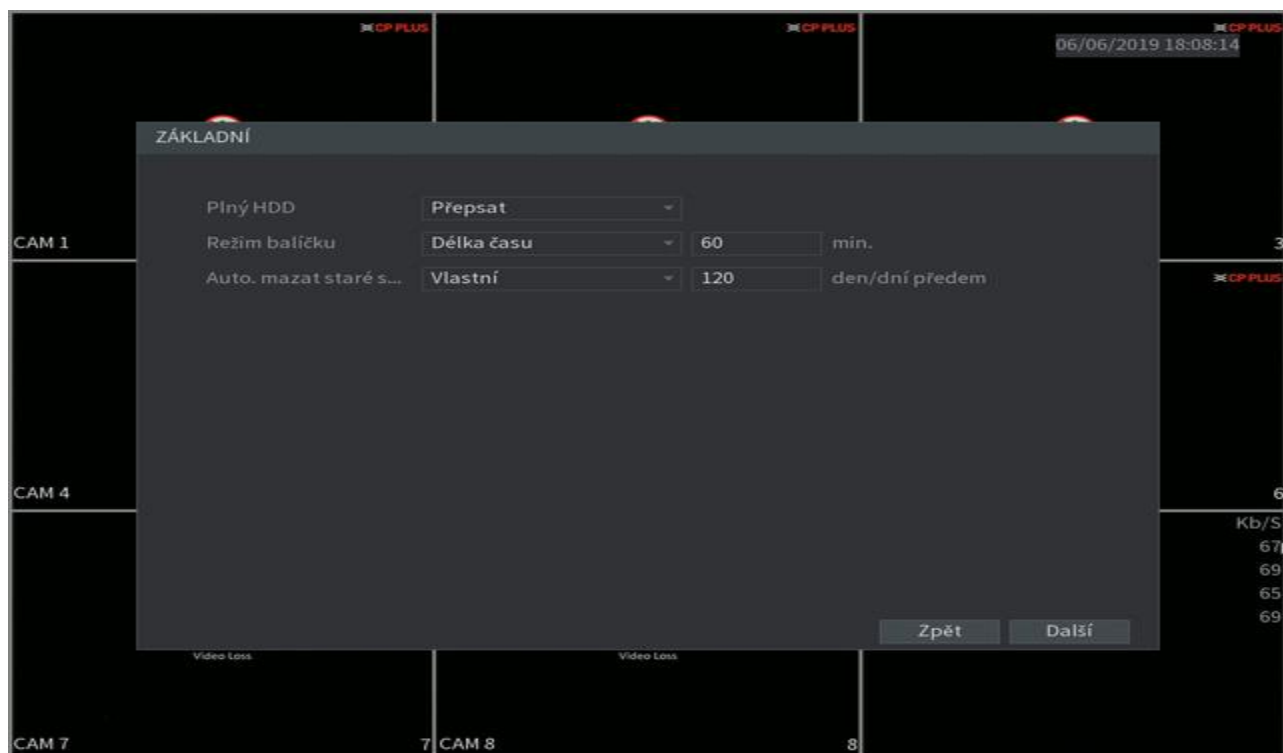 CP PLUS
CP PLUS
CP PLUS
06/06/2019 18:08:14
ZÁKLADNÍ
Plný HDD Přepsat
CAM 1 Režim balíčku Délka času 60 min. 3
Auto. mazat staré s... Vlastní 120 den/dní předem
CP PLUS
CAM 4 6
Kb/S
67
69
65
69
Zpět Další
Video Loss Video Loss
CAM 7 7 CAM 8 8